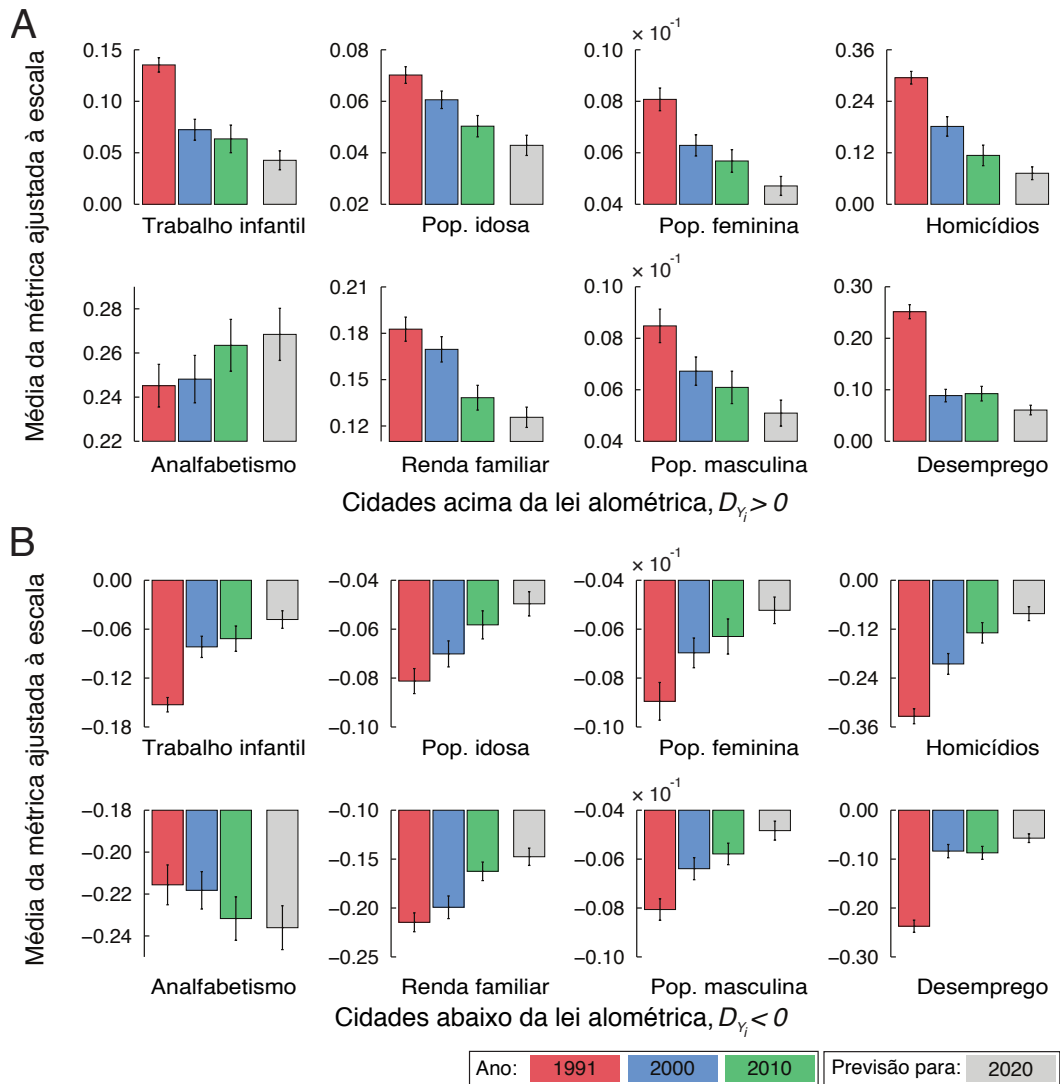 A
Média da métrica ajustada à escala
0.15
0.10
0.05
0.00
Trabalho infantil
0.08
0.06
0.04
0.02
Pop. idosa
× 10⁻¹
0.10
0.08
0.06
0.04
Pop. feminina
0.36
0.24
0.12
0.00
Homicídios
0.28
0.26
0.24
0.22
Analfabetismo
0.21
0.18
0.15
0.12
Renda familiar
× 10⁻¹
0.10
0.08
0.06
0.04
Pop. masculina
0.30
0.20
0.10
0.00
Desemprego
Cidades acima da lei alométrica, D_{Y_i} > 0
B
Média da métrica ajustada à escala
0.00
−0.06
−0.12
−0.18
Trabalho infantil
−0.04
−0.06
−0.08
−0.10
Pop. idosa
× 10⁻¹
−0.04
−0.06
−0.08
−0.10
Pop. feminina
0.00
−0.12
−0.24
−0.36
Homicídios
−0.18
−0.20
−0.22
−0.24
Analfabetismo
−0.10
−0.15
−0.20
−0.25
Renda familiar
× 10⁻¹
−0.04
−0.06
−0.08
−0.10
Pop. masculina
0.00
−0.10
−0.20
−0.30
Desemprego
Cidades abaixo da lei alométrica, D_{Y_i} < 0
Ano: 1991 2000 2010 Previsão para: 2020